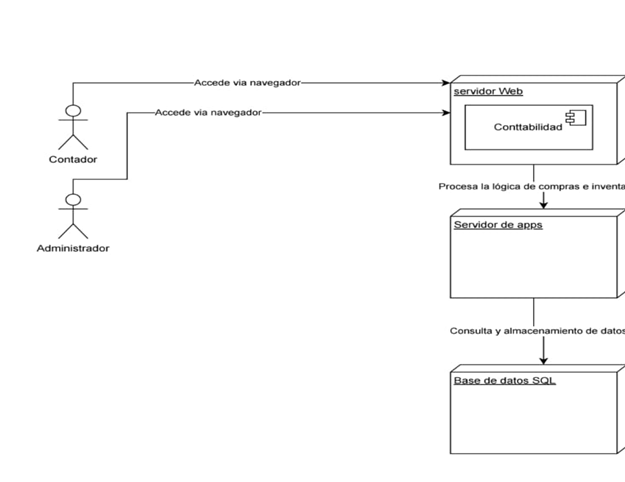 Accede via navegador
servidor Web
Accede via navegador
Conttabilidad
Contador
Procesa la lógica de compras e inventa
Servidor de apps
Administrador
Consulta y almacenamiento de datos
Base de datos SQL